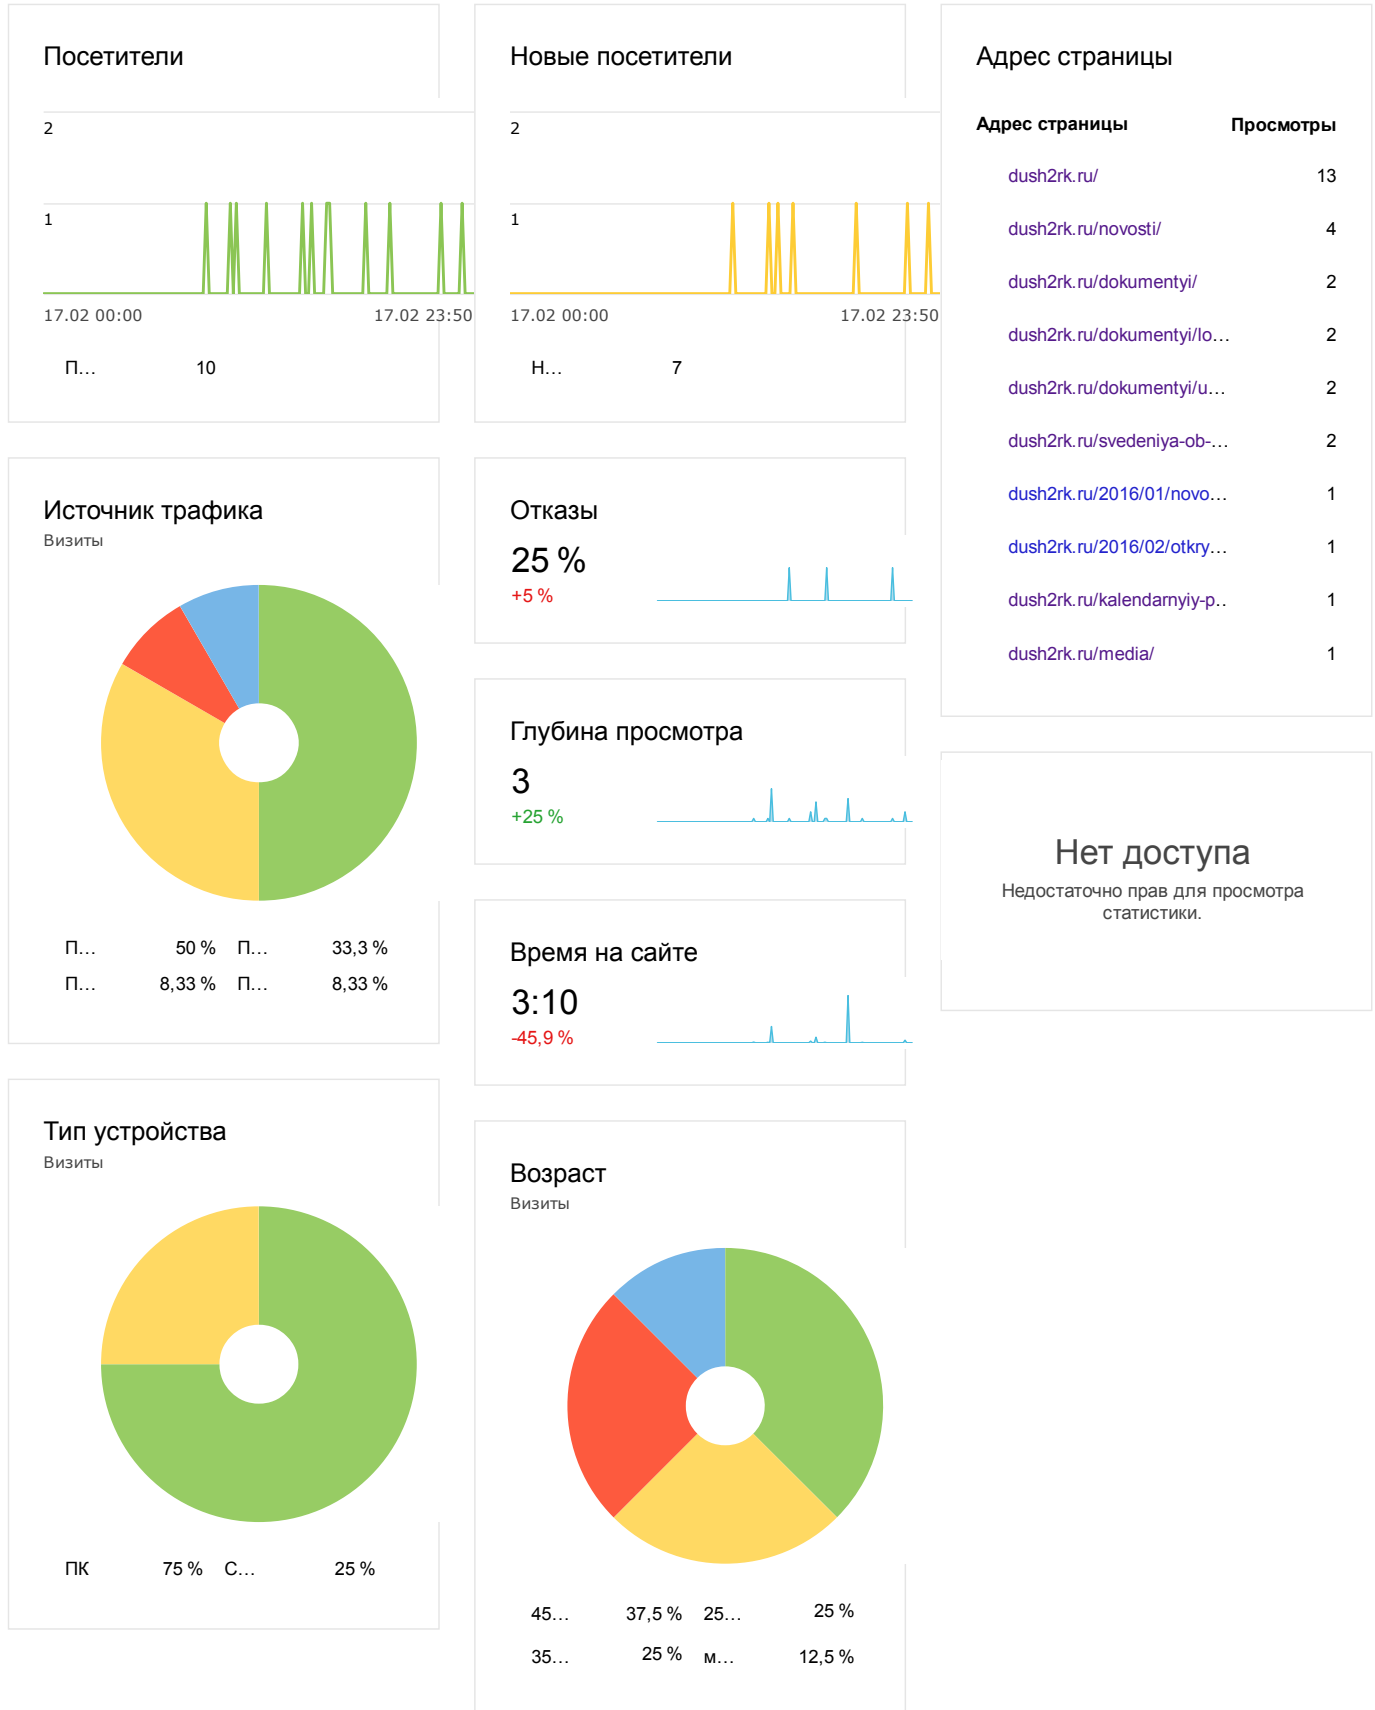 Посетители
2
1
17.02 00:00 17.02 23:50
П… 10
Новые посетители
2
1
17.02 00:00 17.02 23:50
Н… 7
Адрес страницы
Адрес страницы Просмотры
dush2rk.ru/ 13
dush2rk.ru/novosti/ 4
dush2rk.ru/dokumentyi/ 2
dush2rk.ru/dokumentyi/lo… 2
dush2rk.ru/dokumentyi/u… 2
dush2rk.ru/svedeniya-ob-… 2
dush2rk.ru/2016/01/novo… 1
dush2rk.ru/2016/02/otkry… 1
dush2rk.ru/kalendarnyiy-p.. 1
dush2rk.ru/media/ 1
Источник трафика
Визиты
П… 50 % П… 33,3 %
П… 8,33 % П… 8,33 %
Отказы
25 %
+5 %
Глубина просмотра
3
+25 %
Время на сайте
3:10
-45,9 %
Нет доступа
Недостаточно прав для просмотра
статистики.
Тип устройства
Визиты
ПК 75 % С… 25 %
Возраст
Визиты
45… 37,5 % 25… 25 %
35… 25 % м… 12,5 %